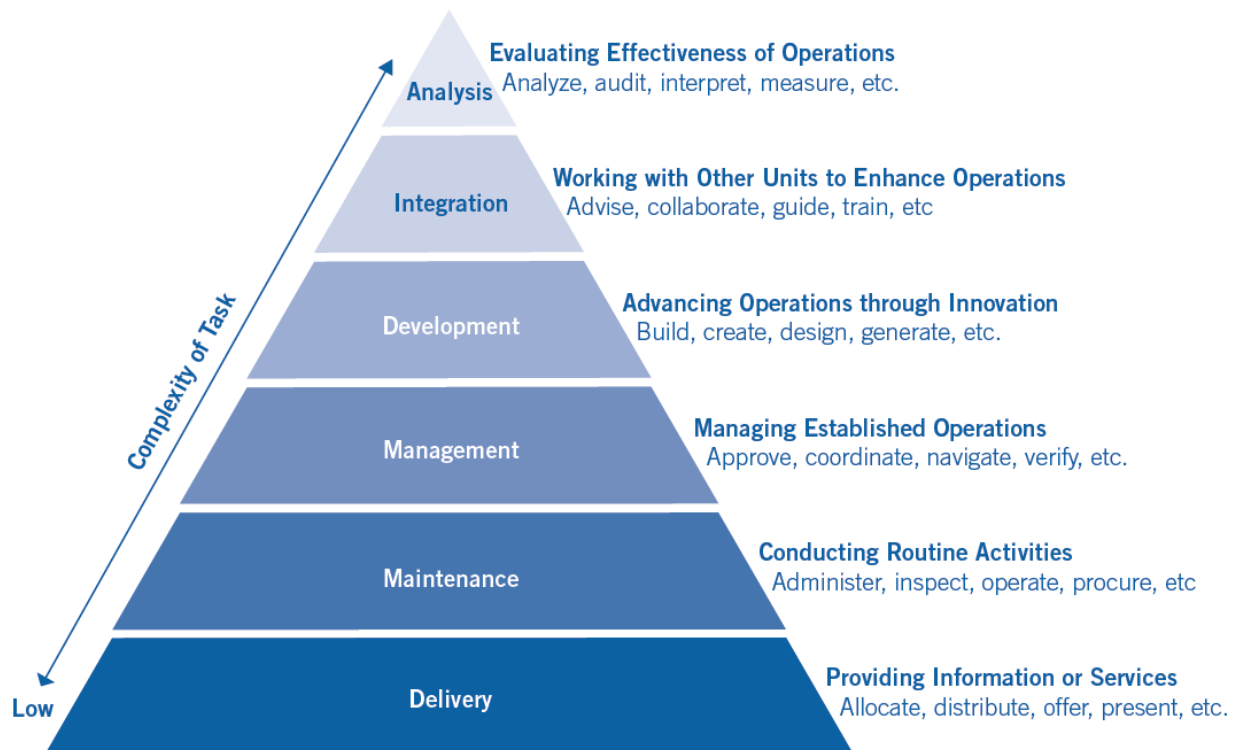 Evaluating Effectiveness of Operations
Analyze, audit, interpret, measure, etc.
Analysis
Working with Other Units to Enhance Operations
Advise, collaborate, guide, train, etc
Integration
Advancing Operations through Innovation
Build, create, design, generate, etc.
Development
Complexity of Task
Managing Established Operations
Approve, coordinate, navigate, verify, etc.
Management
Conducting Routine Activities
Administer, inspect, operate, procure, etc
Maintenance
Providing Information or Services
Allocate, distribute, offer, present, etc.
Delivery
Low